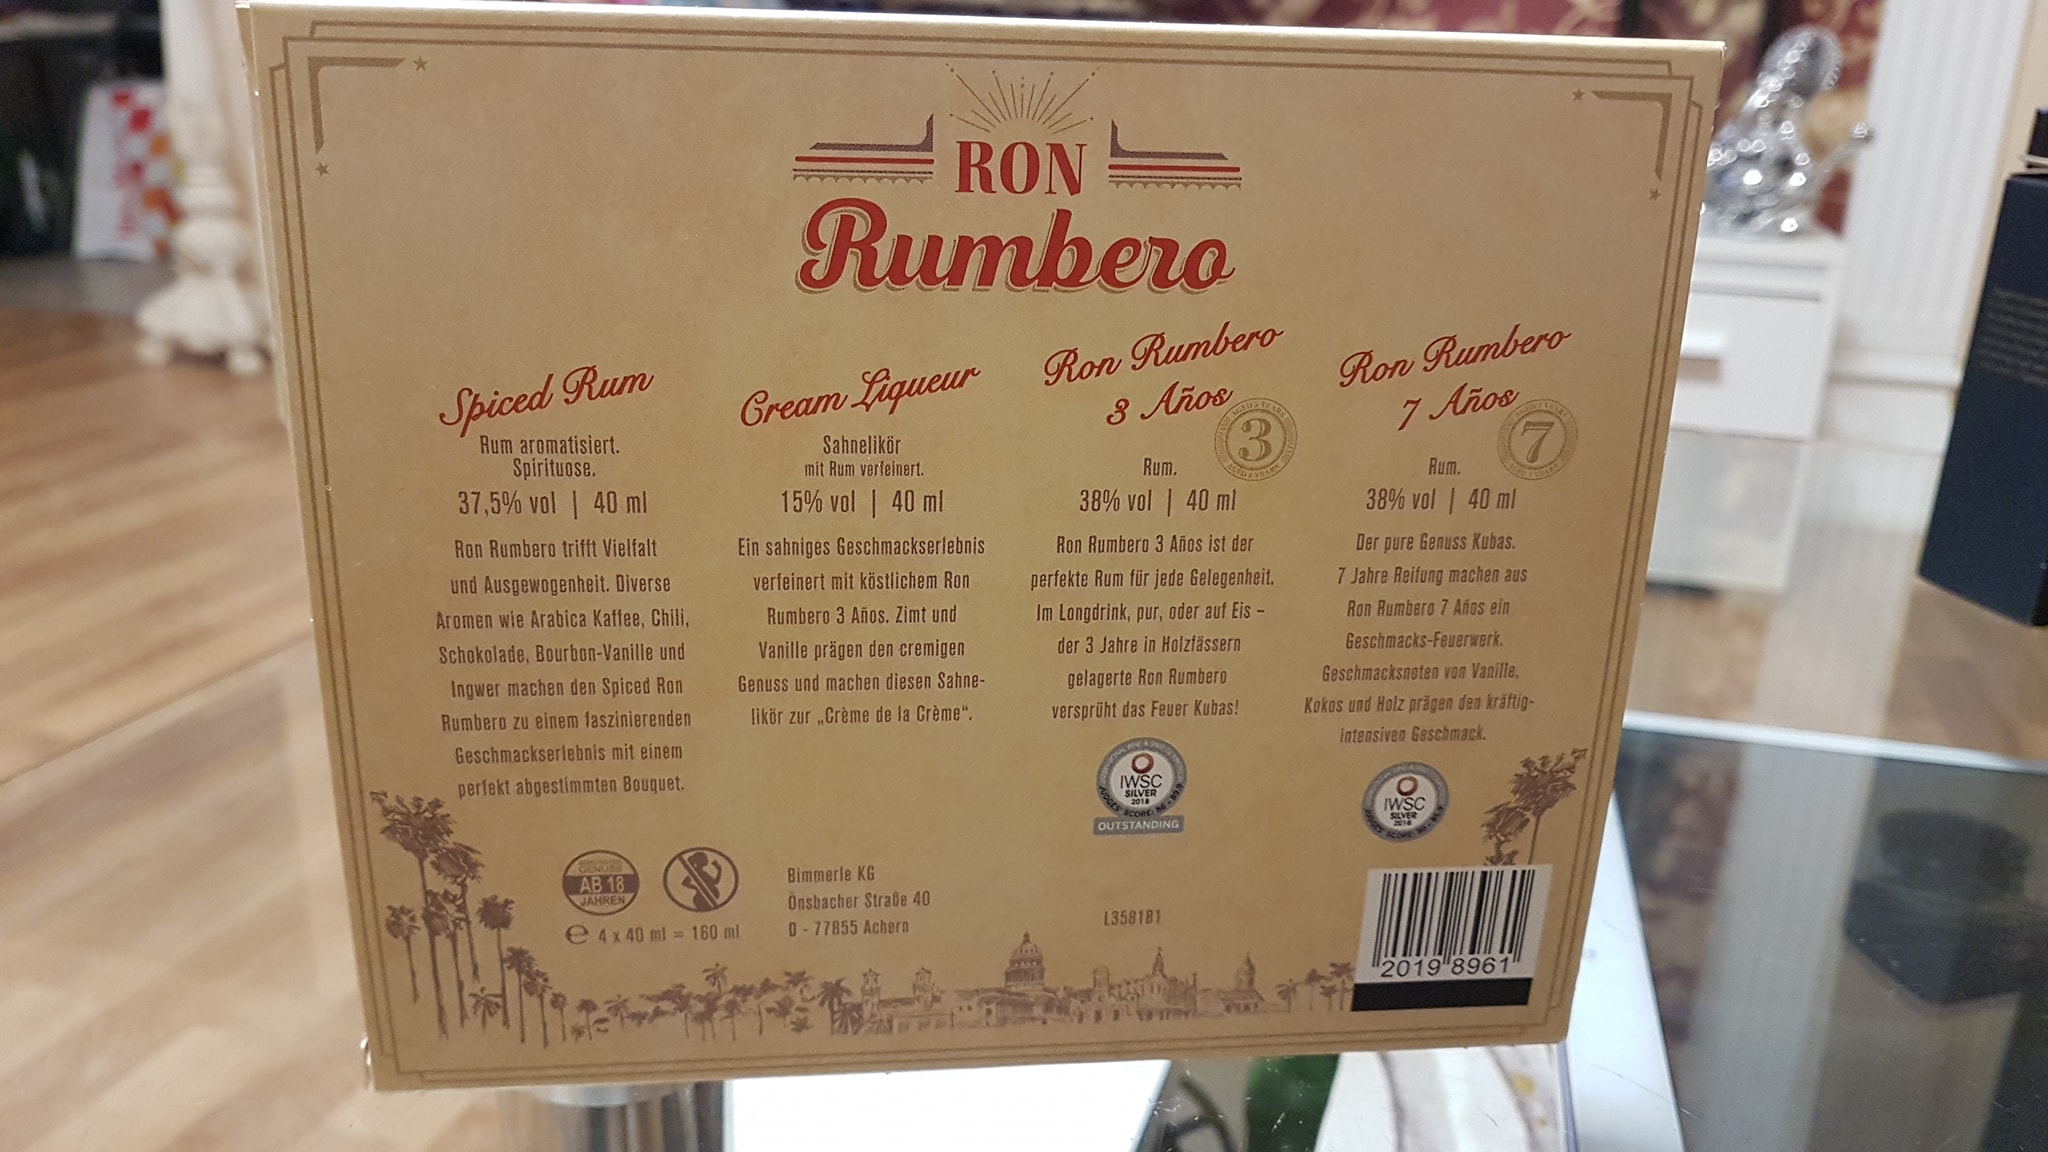 RON
Rumbero
Spiced Rum
Rum aromatisiert.
Spirituose.
37,5% vol | 40 ml
Ron Rumbero trifft Vielfalt
und Ausgewogenheit. Diverse
Aromen wie Arabica Kaffee, Chili,
Schokolade, Bourbon-Vanille und
Ingwer machen den Spiced Ron
Rumbero zu einem faszinierenden
Geschmackserlebnis mit einem
perfekt abgestimmten Bouquet.
Cream Liqueur
Sahnelikör
mit Rum verfeinert.
15% vol | 40 ml
Ein sahniges Geschmackserlebnis
verfeinert mit köstlichem Ron
Rumbero 3 Años. Zimt und
Vanille prägen den cremigen
Genuss und machen diesen Sahne-
likör zur „Crème de la Crème“.
Ron Rumbero
3 Años
3
Rum.
38% vol | 40 ml
Ron Rumbero 3 Años ist der
perfekte Rum für jede Gelegenheit.
Im Longdrink, pur, oder auf Eis –
der 3 Jahre in Holzfässern
gelagerte Ron Rumbero
versprüht das Feuer Kubas!
IWSC
SILVER
2018
OUTSTANDING
Ron Rumbero
7 Años
7
Rum.
38% vol | 40 ml
Der pure Genuss Kubas.
7 Jahre Reifung machen aus
Ron Rumbero 7 Años ein
Geschmacks-Feuerwerk.
Geschmacksnoten von Vanille,
Kokos und Holz prägen den kräftig-
intensiven Geschmack.
IWSC
SILVER
2018
GENUSS
AB 18
JAHREN
e 4 x 40 ml = 160 ml
Bimmerle KG
Önsbacher Straße 40
D - 77855 Achern
L3581B1
2019 8961